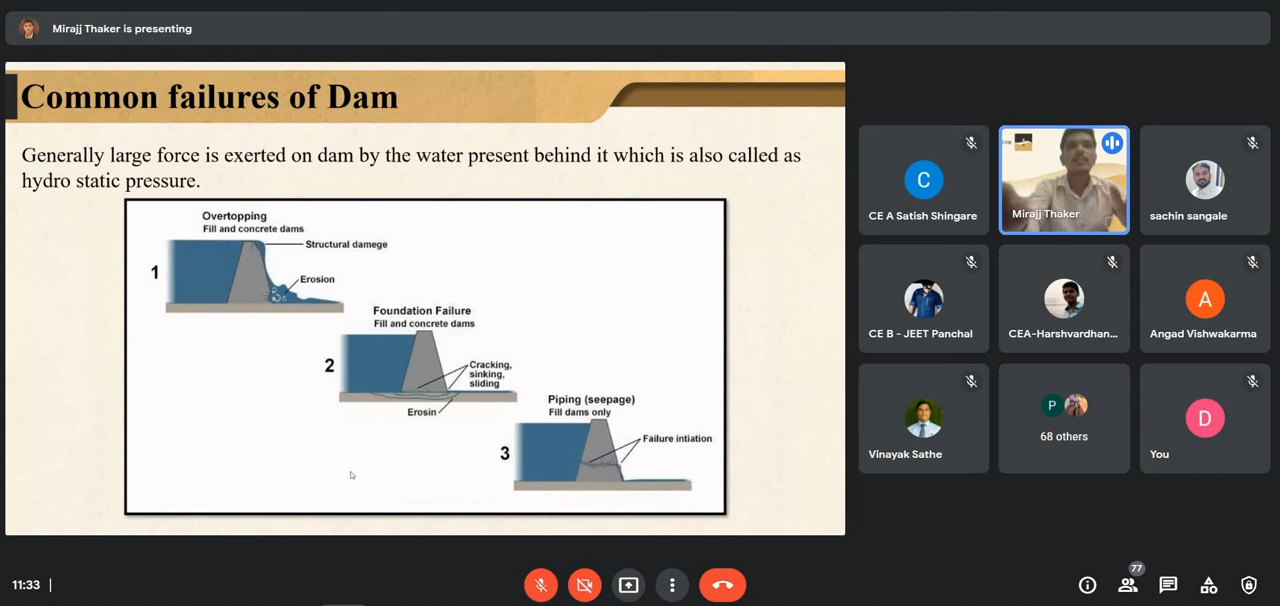 Mirajj Thaker is presenting
Common failures of Dam
Generally large force is exerted on dam by the water present behind it which is also called as
hydro static pressure.
Overtopping
Fill and concrete dams
Structural damege
1
Erosion
Foundation Failure
Fill and concrete dams
2
Cracking,
sinking,
sliding
Erosin
Piping (seepage)
Fill dams only
3
Failure intiation
C
CE A Satish Shingare
Mirajj Thaker
sachin sangale
CE B - JEET Panchal
CEA-Harshvardhan...
A
Angad Vishwakarma
Vinayak Sathe
P
68 others
D
You
11:33
77